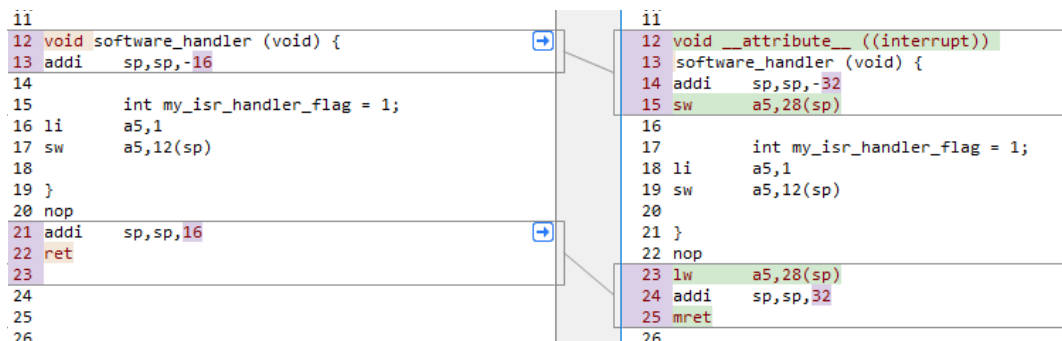 11
12 void software_handler (void) {
13 addi sp,sp,-16
14
15 int my_isr_handler_flag = 1;
16 li a5,1
17 sw a5,12(sp)
18
19 }
20 nop
21 addi sp,sp,16
22 ret
23
24
25
26
11
12 void __attribute__ ((interrupt))
13 software_handler (void) {
14 addi sp,sp,-32
15 sw a5,28(sp)
16
17 int my_isr_handler_flag = 1;
18 li a5,1
19 sw a5,12(sp)
20
21 }
22 nop
23 lw a5,28(sp)
24 addi sp,sp,32
25 mret
26